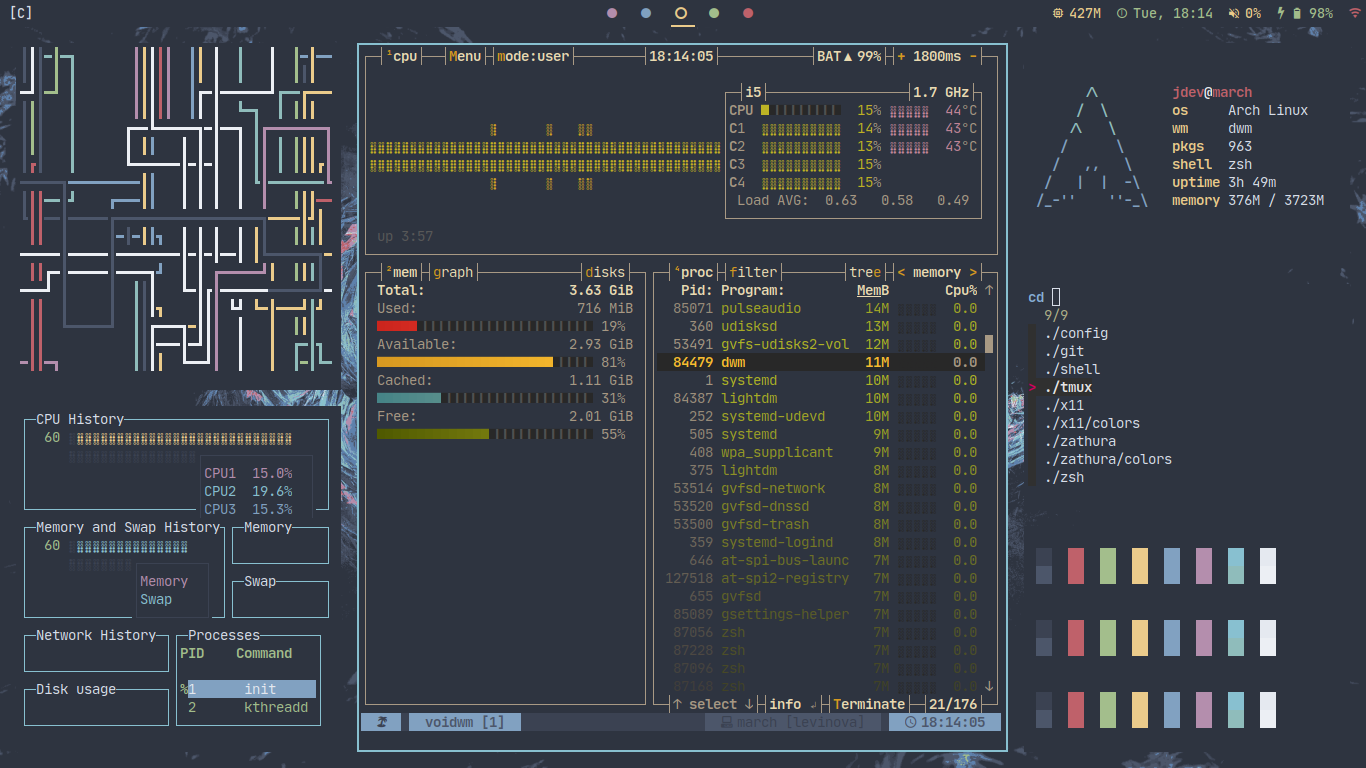 [C]
427M Tue, 18:14 0% 98%
¹cpu Menu mode:user 18:14:05 BAT▲ 99% + 1800ms -
i5 1.7 GHz
CPU 15% 44°C
C1 14% 43°C
C2 13% 43°C
C3 15%
C4 15%
Load AVG: 0.63 0.58 0.49
up 3:57
²mem graph disks
Total: 3.63 GiB
Used: 716 MiB
19%
Available: 2.93 GiB
81%
Cached: 1.11 GiB
31%
Free: 2.01 GiB
55%
⁴proc filter tree < memory >
Pid: Program: MemB Cpu% ↑
85071 pulseaudio 14M 0.0
360 udisksd 13M 0.0
53491 gvfs-udisks2-vol 12M 0.0
84479 dwm 11M 0.0
1 systemd 10M 0.0
84387 lightdm 10M 0.0
252 systemd-udevd 10M 0.0
505 systemd 9M 0.0
408 wpa_supplicant 9M 0.0
375 lightdm 8M 0.0
53514 gvfsd-network 8M 0.0
53520 gvfsd-dnssd 8M 0.0
53500 gvfsd-trash 8M 0.0
359 systemd-logind 8M 0.0
646 at-spi-bus-launc 7M 0.0
127518 at-spi2-registry 7M 0.0
655 gvfsd 7M 0.0
85089 gsettings-helper 7M 0.0
87056 zsh 7M 0.0
87228 zsh 7M 0.0
87096 zsh 7M 0.0
87168 zsh 7M 0.0 ↓
↑ select ↓ info ↲ Terminate 21/176
voidwm [1] march [levinova] 18:14:05
CPU History
60
CPU1 15.0%
CPU2 19.6%
CPU3 15.3%
Memory and Swap History
60
Memory
Swap
Memory
Swap
Network History
Disk usage
Processes
PID Command
%1 init
2 kthreadd
jdev@march
os Arch Linux
wm dwm
pkgs 963
shell zsh
uptime 3h 49m
memory 376M / 3723M
cd
9/9
./config
./git
./shell
> ./tmux
./x11
./x11/colors
./zathura
./zathura/colors
./zsh